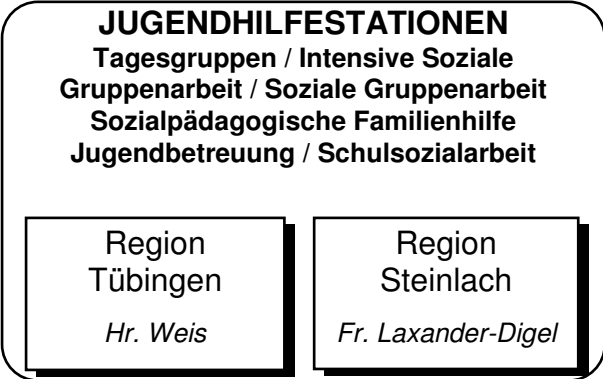 JUGENDHILFESTATIONEN
Tagesgruppen / Intensive Soziale
Gruppenarbeit / Soziale Gruppenarbeit
Sozialpädagogische Familienhilfe
Jugendbetreuung / Schulsozialarbeit
Region
Tübingen
Hr. Weis
Region
Steinlach
Fr. Laxander-Digel